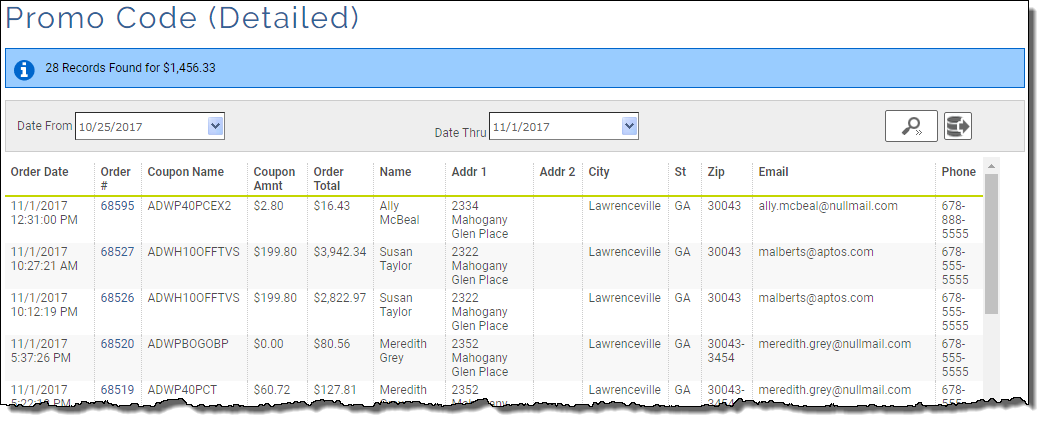 Promo Code (Detailed)
28 Records Found for $1,456.33
Date From 10/25/2017 Date Thru 11/1/2017
Order Date Order # Coupon Name Coupon Amnt Order Total Name Addr 1 Addr 2 City St Zip Email Phone
11/1/2017 12:31:00 PM 68595 ADWP40PCEX2 $2.80 $16.43 Ally McBeal 2334 Mahogany Glen Place Lawrenceville GA 30043 ally.mcbeal@nullmail.com 678-888-5555
11/1/2017 10:27:21 AM 68527 ADWH10OFFTVS $199.80 $3,942.34 Susan Taylor 2322 Mahogany Glen Place Lawrenceville GA 30043 malberts@aptos.com 678-555-5555
11/1/2017 10:12:19 PM 68526 ADWH10OFFTVS $199.80 $2,822.97 Susan Taylor 2322 Mahogany Glen Place Lawrenceville GA 30043 malberts@aptos.com 678-555-5555
11/1/2017 5:37:26 PM 68520 ADWPBOGOBP $0.00 $80.56 Meredith Grey 2352 Mahogany Glen Place Lawrenceville GA 30043-3454 meredith.grey@nullmail.com 678-555-5555
11/1/2017 68519 ADWP40PCT $60.72 $127.81 Meredith 2352 Lawrenceville GA 30043- meredith.grey@nullmail.com 678-